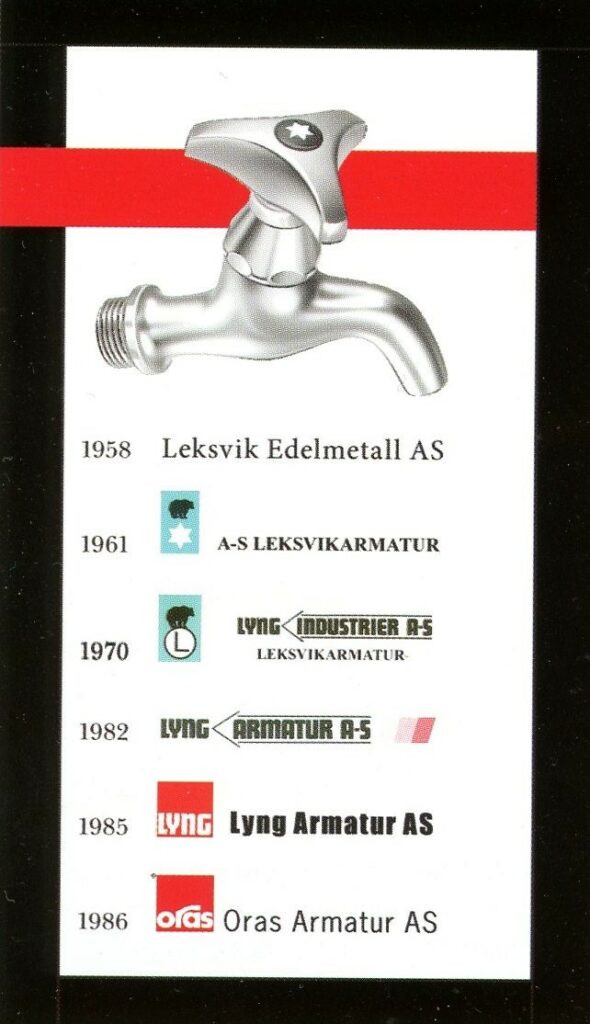 1958 Leksvik Edelmetall AS
1961 A-S LEKSVIKARMATUR
1970 L LYNG INDUSTRIER A-S
LEKSVIKARMATUR-
1982 LYNG ARMATUR A-S
1985 LYNG Lyng Armatur AS
1986 oras Oras Armatur AS